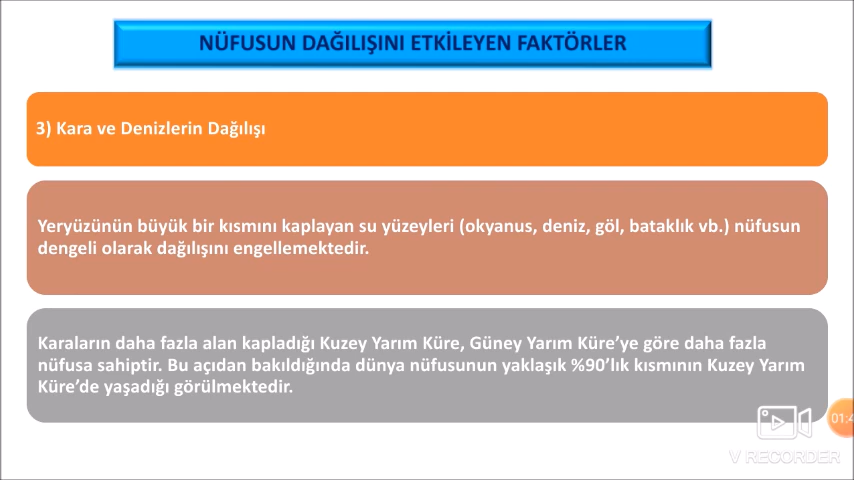 NÜFUSUN DAĞILIŞINI ETKİLEYEN FAKTÖRLER
3) Kara ve Denizlerin Dağılışı
Yeryüzünün büyük bir kısmını kaplayan su yüzeyleri (okyanus, deniz, göl, bataklık vb.) nüfusun
dengeli olarak dağılışını engellemektedir.
Karaların daha fazla alan kapladığı Kuzey Yarım Küre, Güney Yarım Küre’ye göre daha fazla
nüfusa sahiptir. Bu açıdan bakıldığında dünya nüfusunun yaklaşık %90’lık kısmının Kuzey Yarım
Küre’de yaşadığı görülmektedir.
V RECORDER